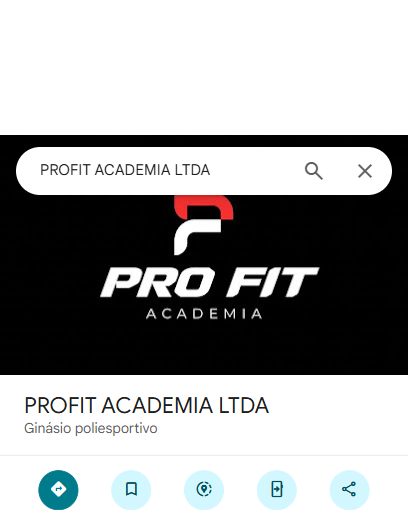 PROFIT ACADEMIA LTDA
PRO FIT
ACADEMIA
PROFIT ACADEMIA LTDA
Ginásio poliesportivo